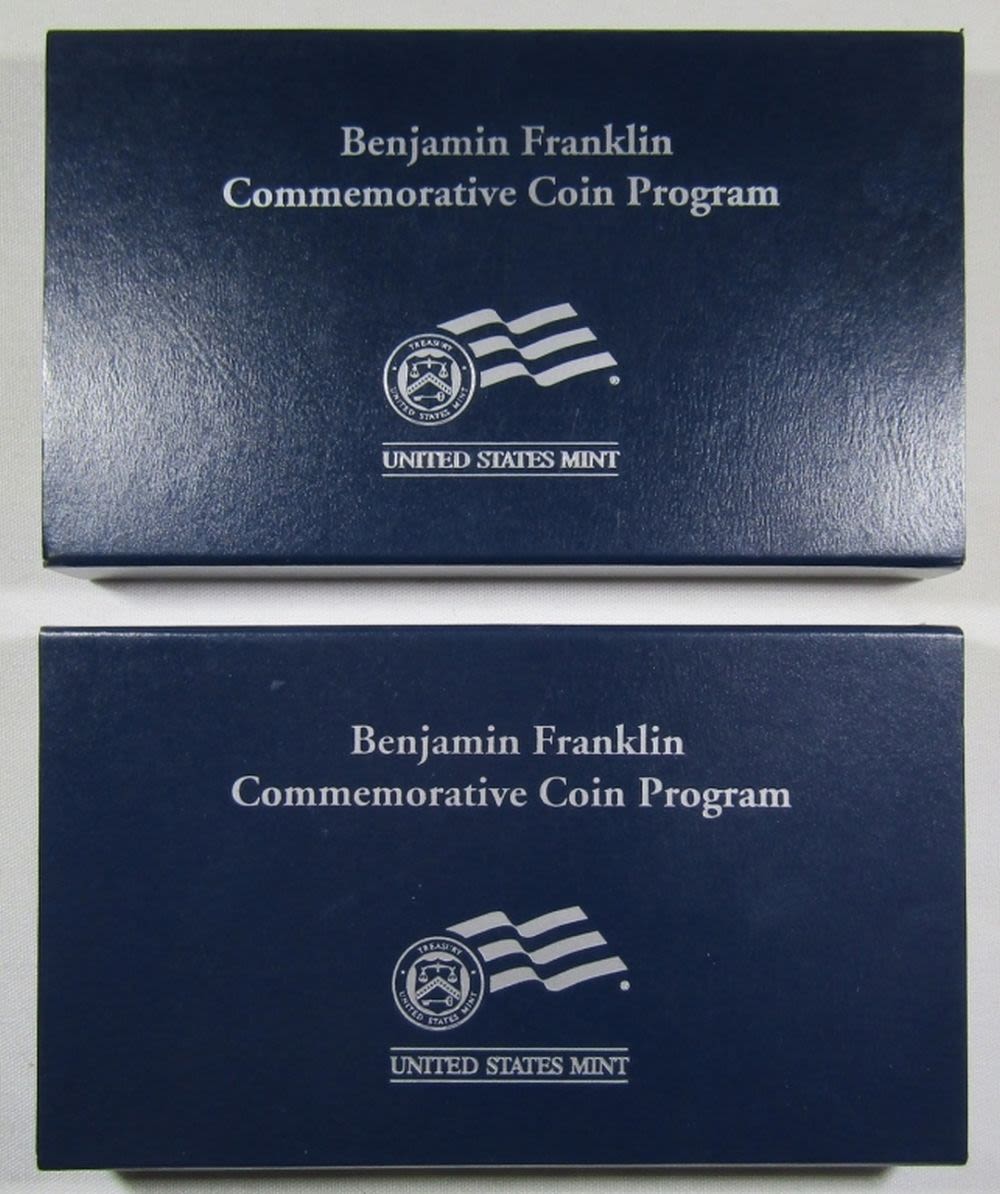 Benjamin Franklin
Commemorative Coin Program
TREASURY
UNITED STATES MINT
®
UNITED STATES MINT
Benjamin Franklin
Commemorative Coin Program
TREASURY
UNITED STATES MINT
®
UNITED STATES MINT